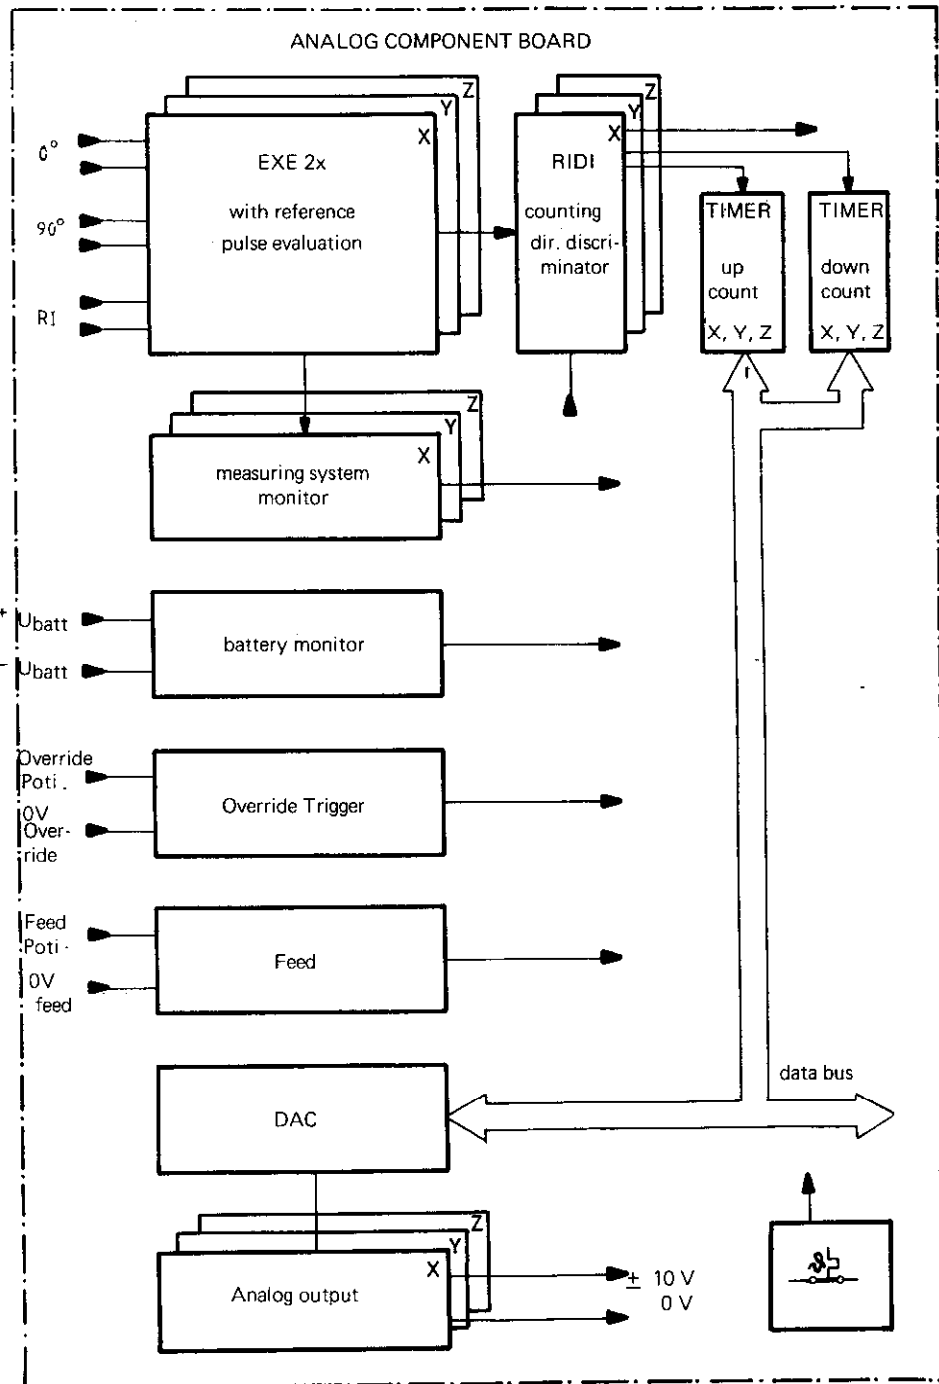 ANALOG COMPONENT BOARD
Z
Y
X
EXE 2x
with reference
pulse evaluation
0°
90°
RI
Z
Y
X
RIDI
counting
dir. discri-
minator
TIMER
up
count
X, Y, Z
TIMER
down
count
X, Y, Z
Z
Y
X
measuring system
monitor
+ Ubatt
– Ubatt
battery monitor
Override
Poti.
0V
Over-
ride
Override Trigger
Feed
Poti.
0V
feed
Feed
DAC
data bus
Z
Y
X
Analog output
± 10 V
0 V